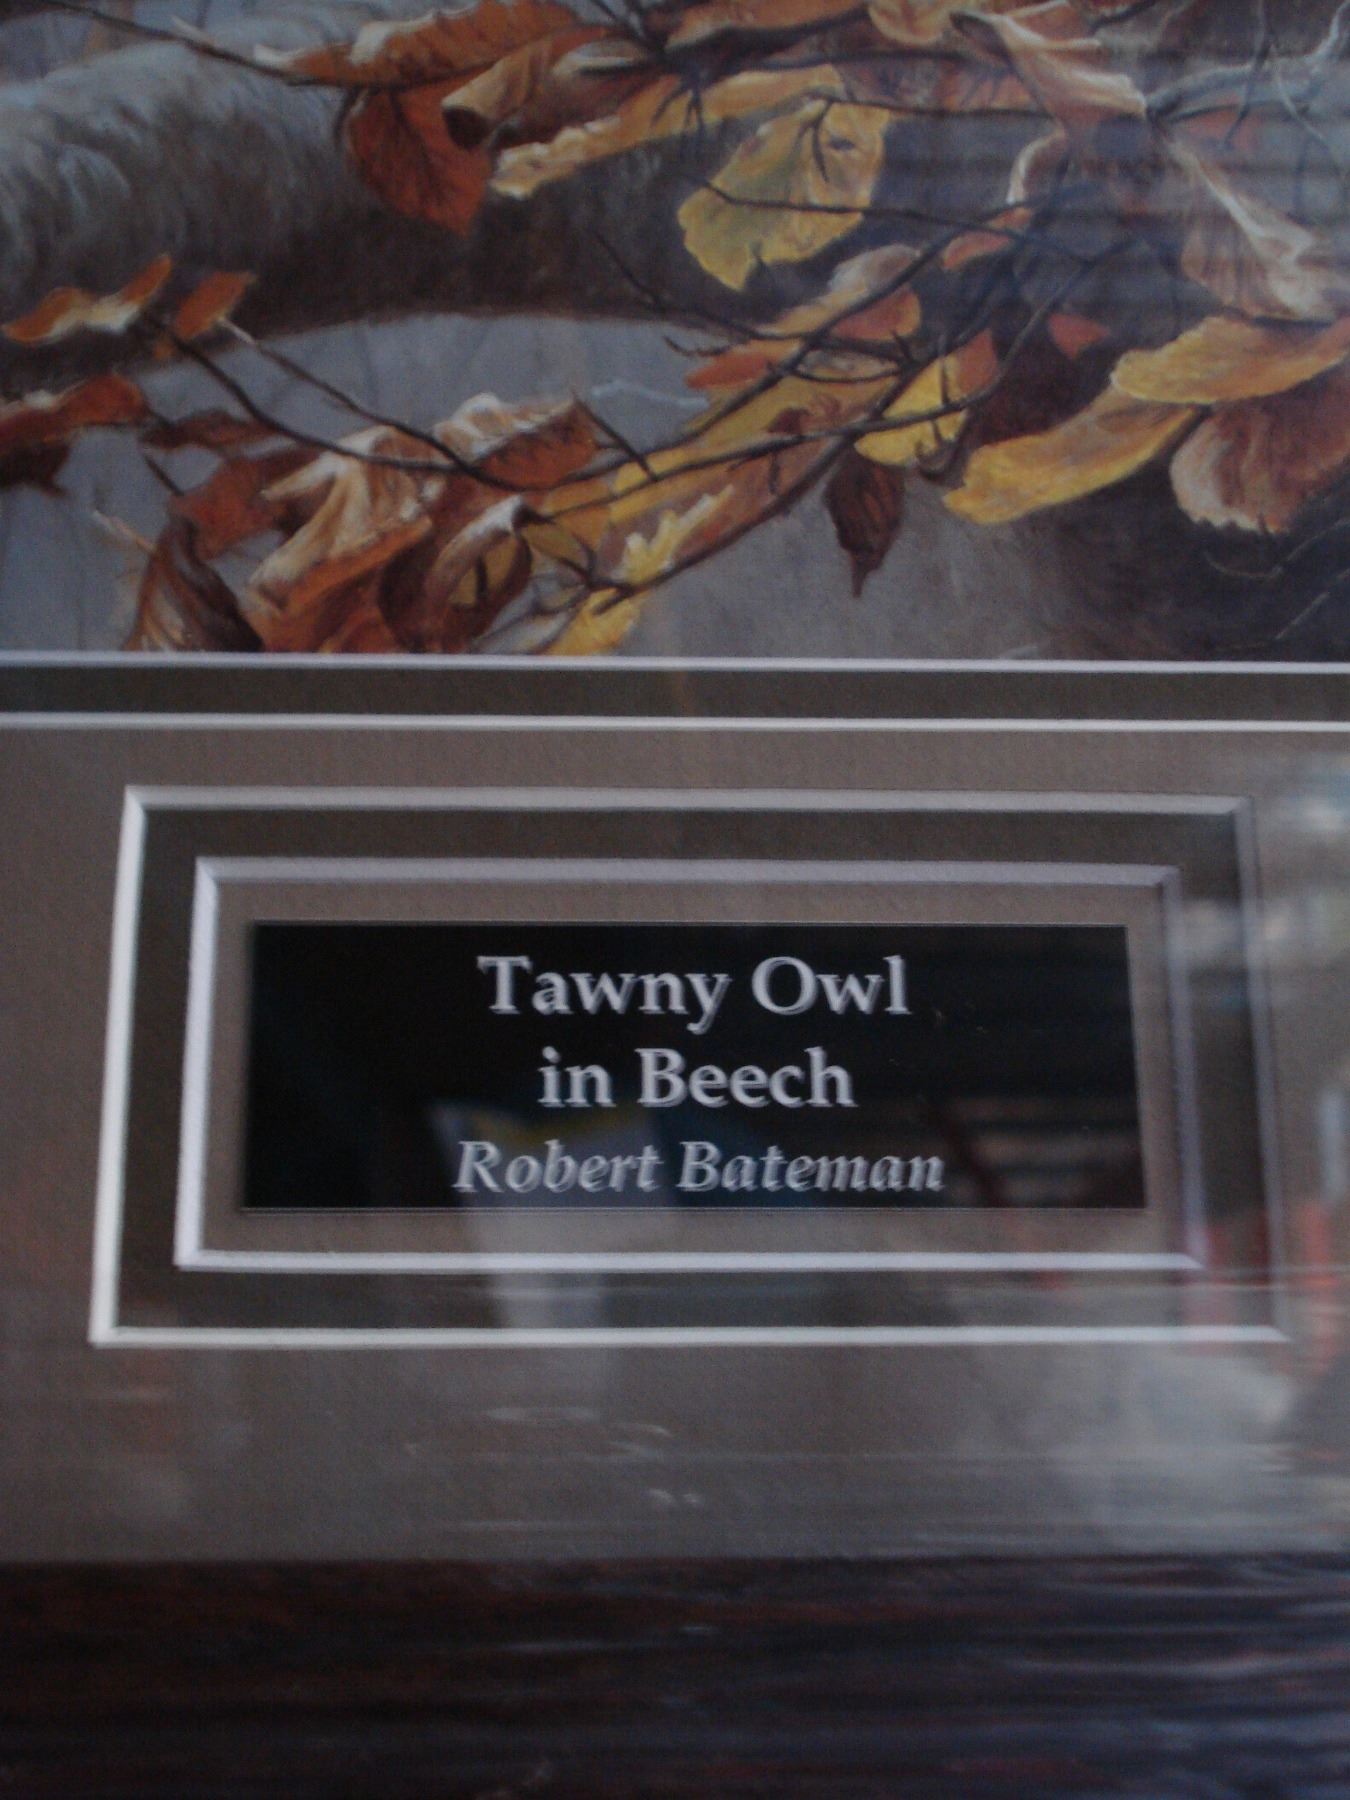 Tawny Owl
in Beech
Robert Bateman